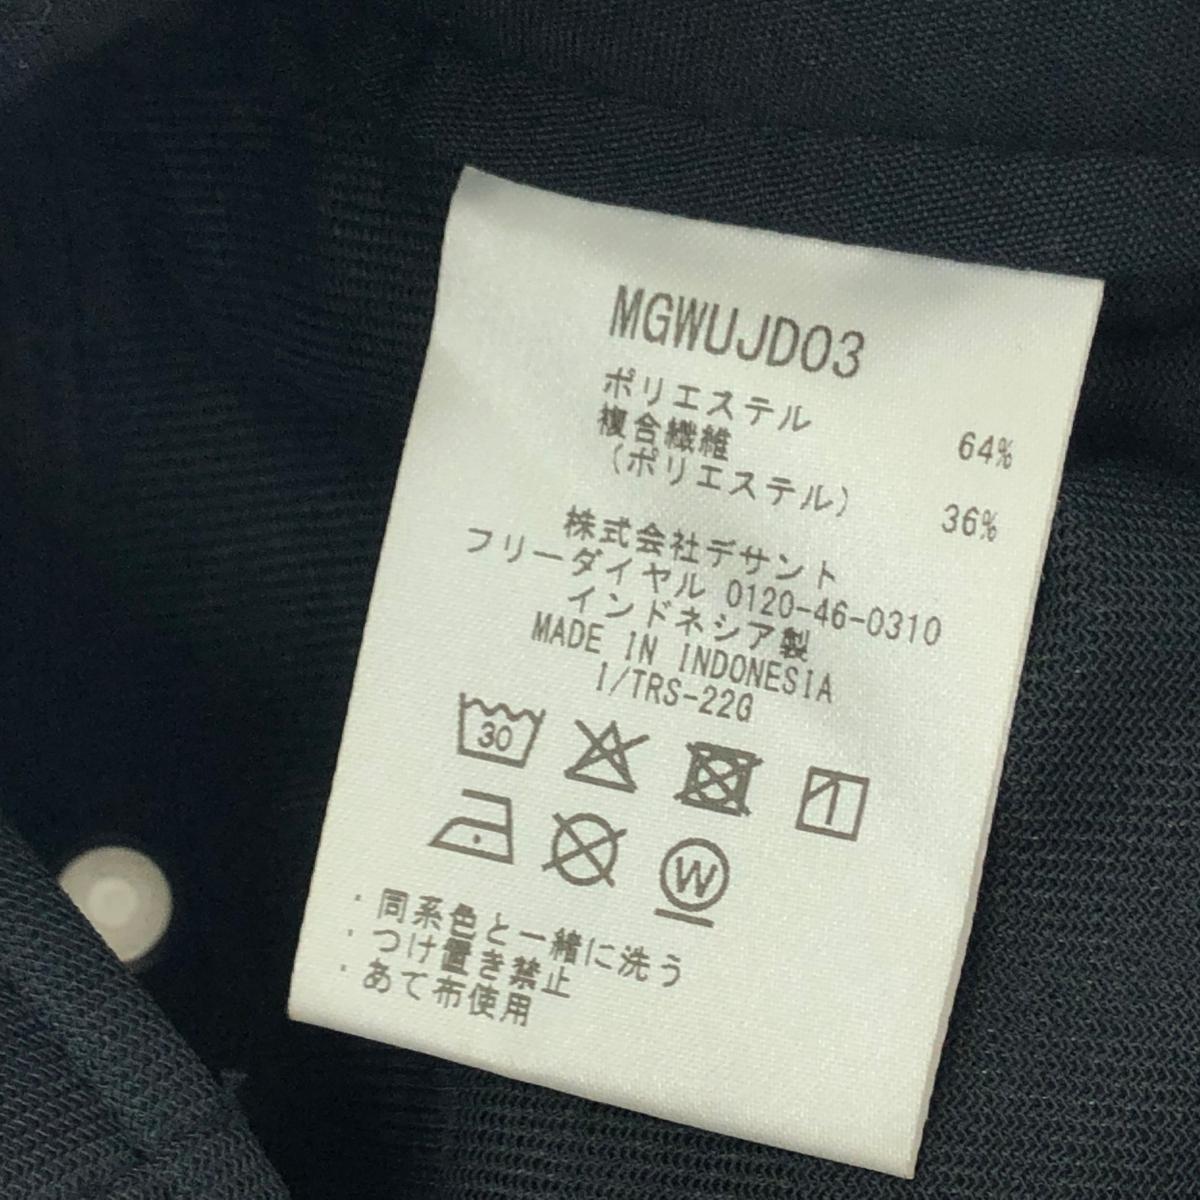 MGWUJD03
ポリエステル 64%
複合繊維
(ポリエステル) 36%
株式会社デサント
フリーダイヤル 0120-46-0310
インドネシア製
MADE IN INDONESIA
1/TRS-22G
30
W
・同系色と一緒に洗う
・つけ置き禁止
・あて布使用